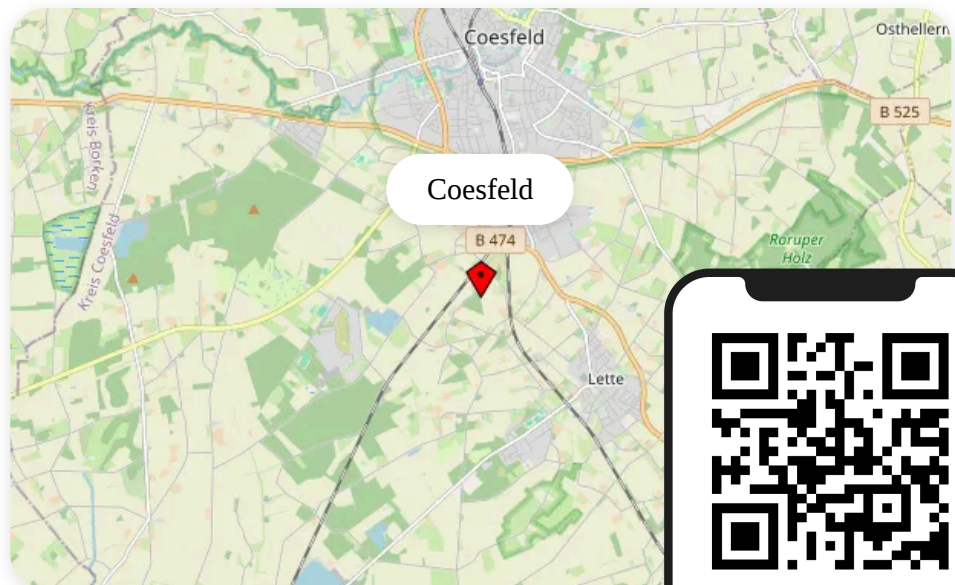 Coesfeld
Osthellern
B 525
Kreis Borken
Coesfeld
Kreis Coesfeld
B 474
Roruper
Holz
Lette